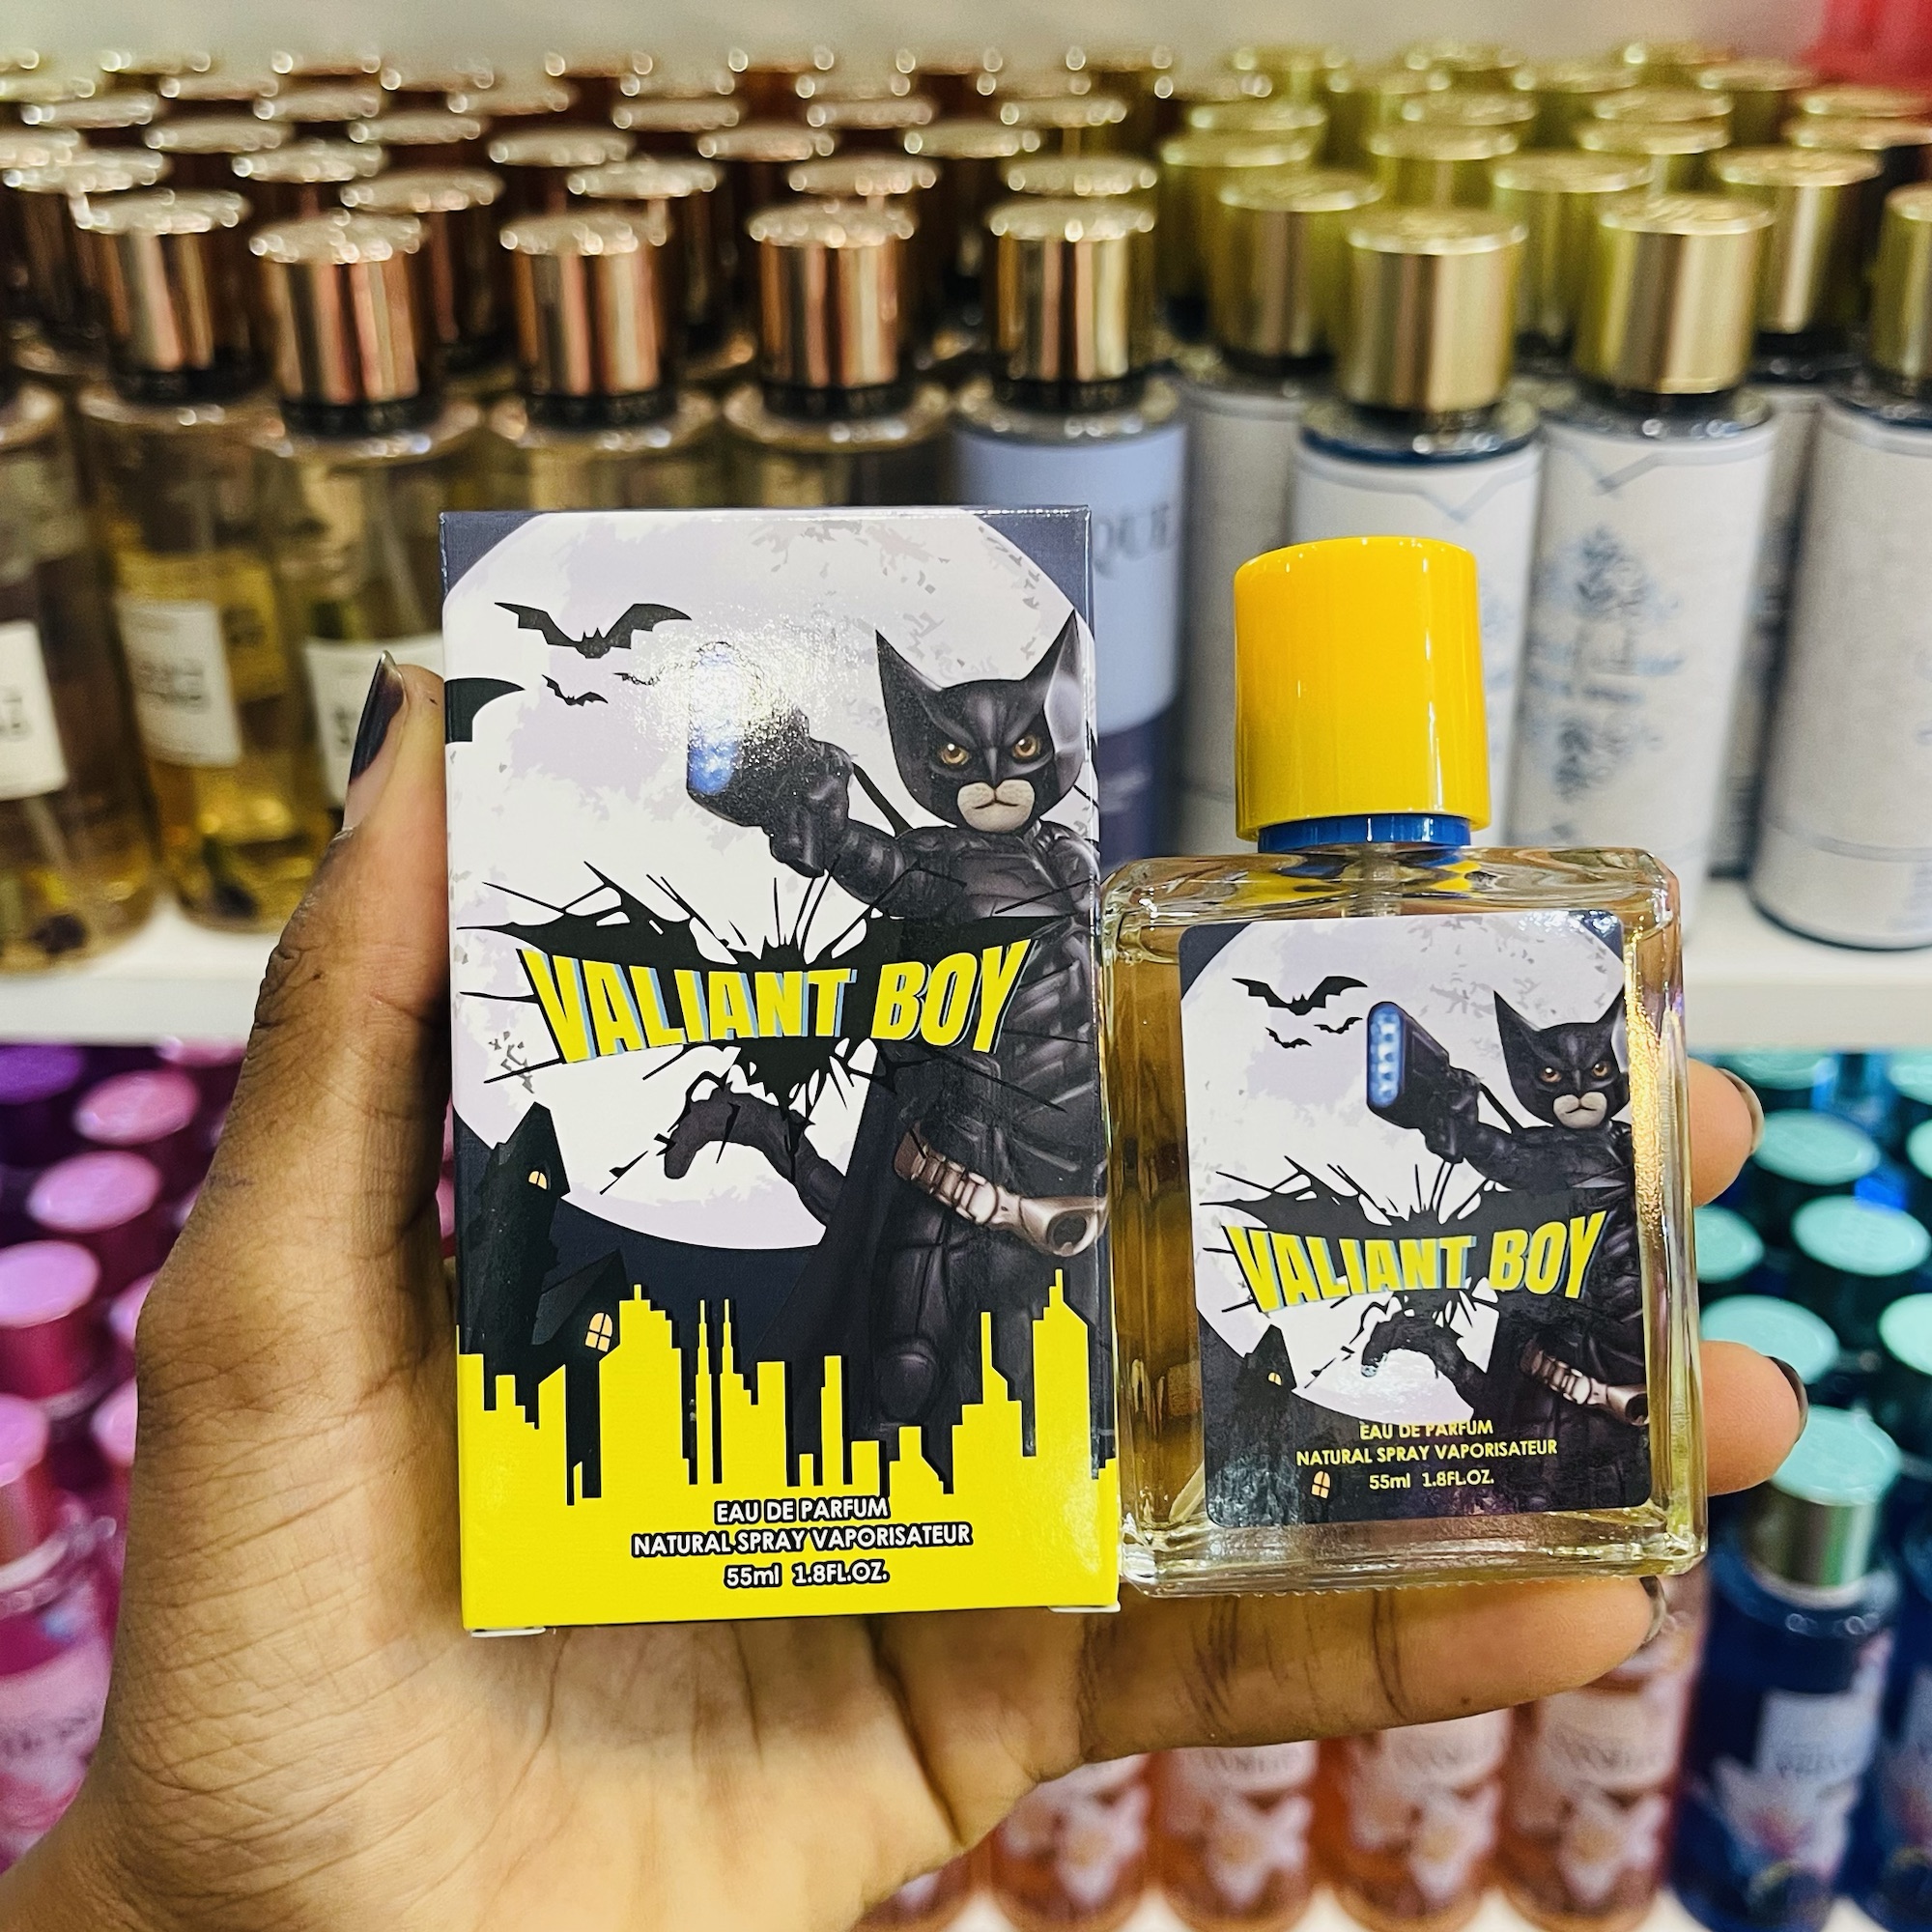 VALIANT BOY
EAU DE PARFUM
NATURAL SPRAY VAPORISATEUR
55ml 1.8FL.OZ.
VALIANT BOY
EAU DE PARFUM
NATURAL SPRAY VAPORISATEUR
55ml 1.8FL.OZ.